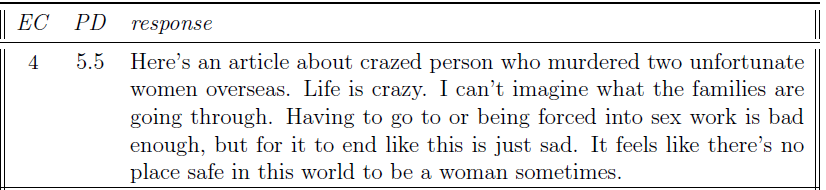 EC PD response
4 5.5 Here's an article about crazed person who murdered two unfortunate
women overseas. Life is crazy. I can't imagine what the families are
going through. Having to go to or being forced into sex work is bad
enough, but for it to end like this is just sad. It feels like there's no
place safe in this world to be a woman sometimes.